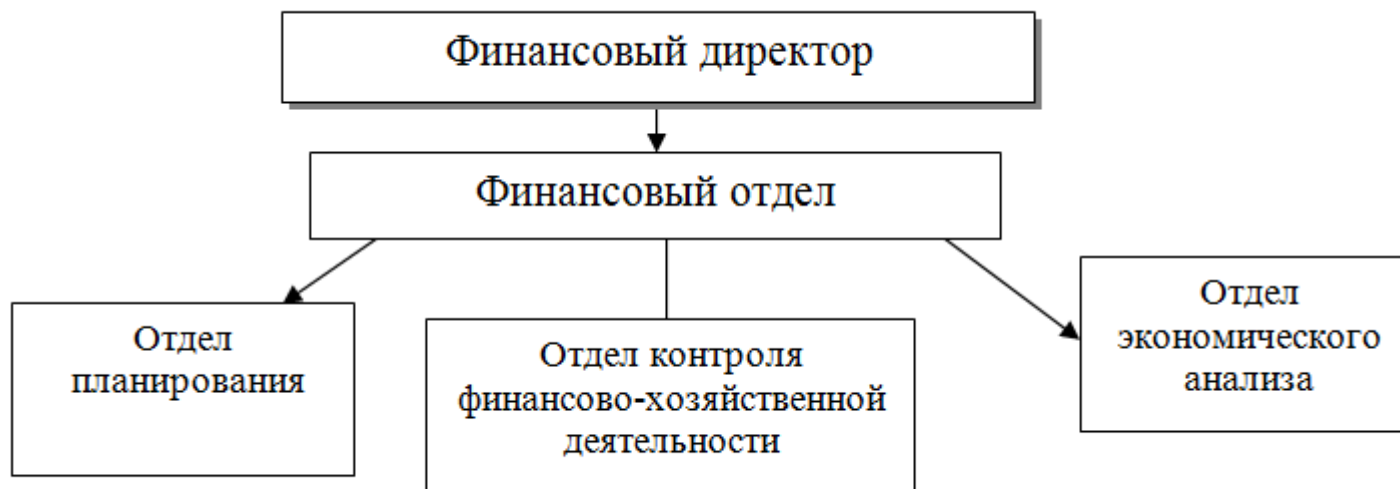 Финансовый директор
Финансовый отдел
Отдел
планирования
Отдел контроля
финансово-хозяйственной
деятельности
Отдел
экономического
анализа